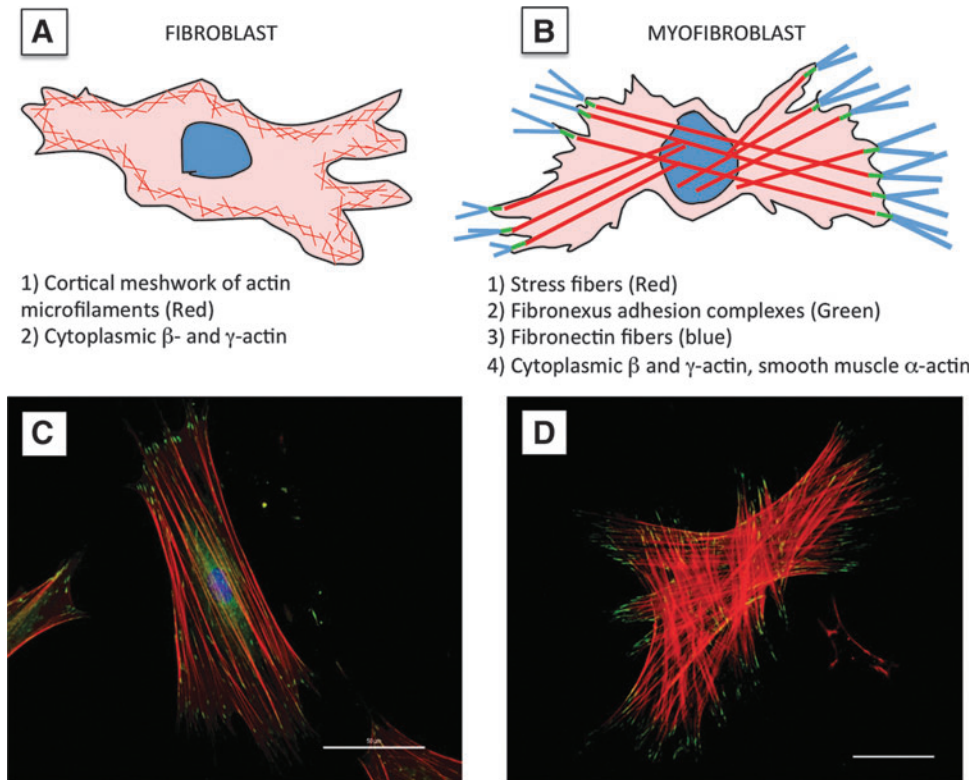 A
FIBROBLAST
B
MYOFIBROBLAST
1) Cortical meshwork of actin
microfilaments (Red)
2) Cytoplasmic β- and γ-actin
1) Stress fibers (Red)
2) Fibronexus adhesion complexes (Green)
3) Fibronectin fibers (blue)
4) Cytoplasmic β and γ-actin, smooth muscle α-actin
C
D